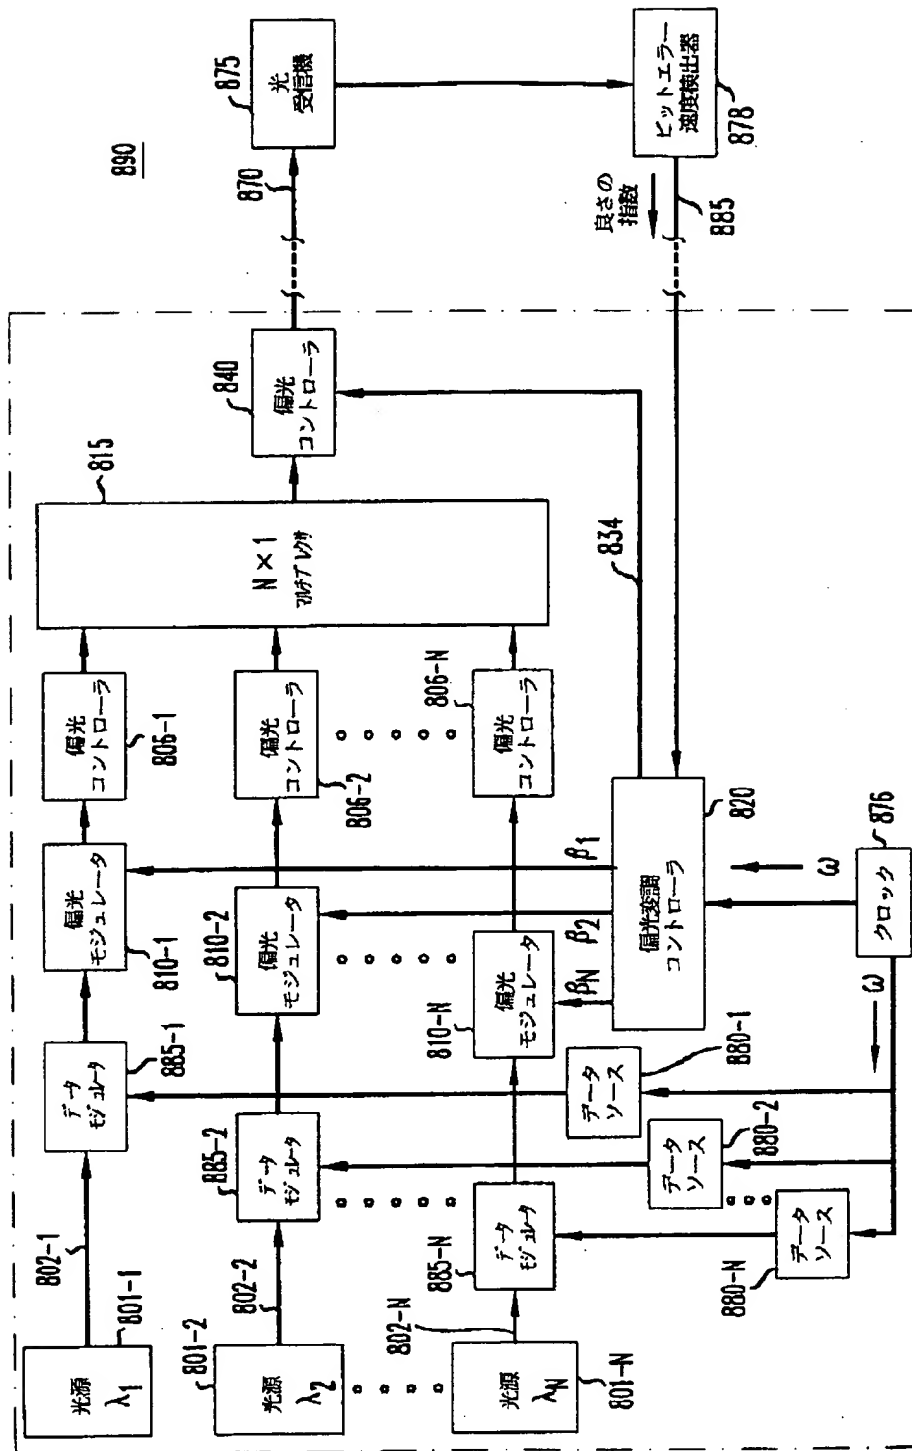 890
光源
λ1
801-1
802-1
データ
モジュレータ
885-1
偏光
モジュレータ
810-1
偏光
コントローラ
806-1
N×1
マルチプレクサ
815
偏光
コントローラ
840
870
光
受信機
875
光源
λ2
801-2
802-2
データ
モジュレータ
885-2
偏光
モジュレータ
810-2
偏光
コントローラ
806-2
光源
λN
801-N
802-N
データ
モジュレータ
885-N
偏光
モジュレータ
810-N
偏光
コントローラ
806-N
β1
β2
βN
834
偏光変調
コントローラ
820
良さの
指数
885
ビットエラー
速度検出器
878
データ
ソース
880-1
データ
ソース
880-2
データ
ソース
880-N
ω
ω
クロック
876